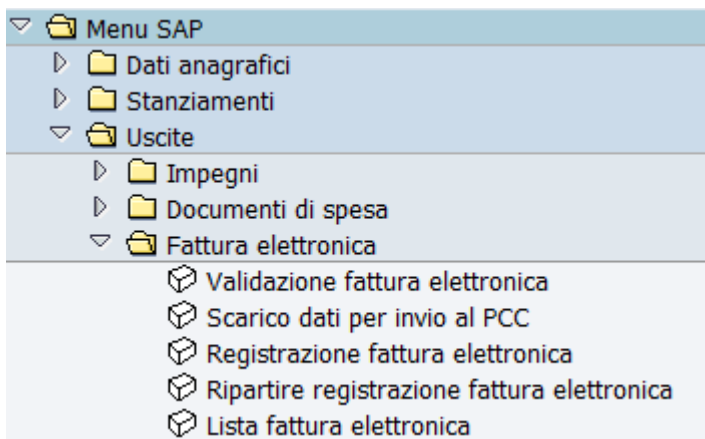 Menu SAP
Dati anagrafici
Stanziamenti
Uscite
Impegni
Documenti di spesa
Fattura elettronica
Validazione fattura elettronica
Scarico dati per invio al PCC
Registrazione fattura elettronica
Ripartire registrazione fattura elettronica
Lista fattura elettronica